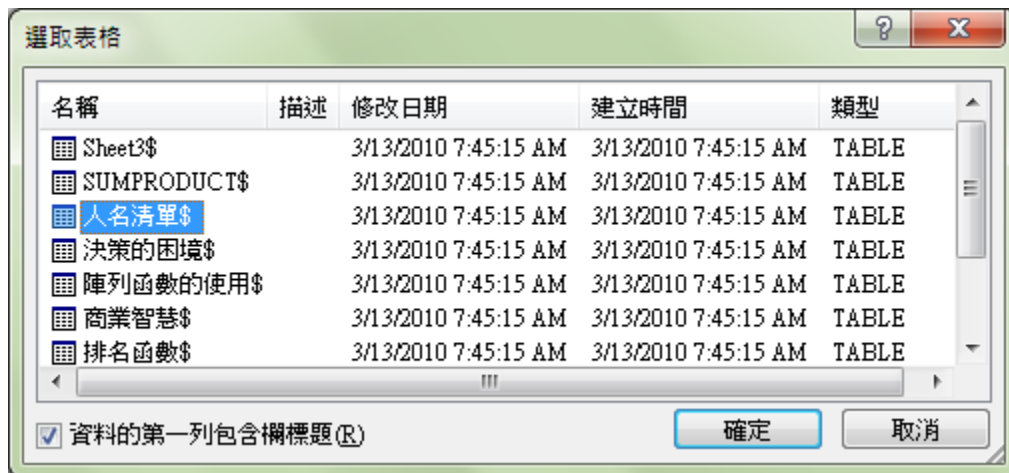 選取表格
名稱 描述 修改日期 建立時間 類型
Sheet3$ 3/13/2010 7:45:15 AM 3/13/2010 7:45:15 AM TABLE
SUMPRODUCT$ 3/13/2010 7:45:15 AM 3/13/2010 7:45:15 AM TABLE
人名清單$ 3/13/2010 7:45:15 AM 3/13/2010 7:45:15 AM TABLE
決策的困境$ 3/13/2010 7:45:15 AM 3/13/2010 7:45:15 AM TABLE
陣列函數的使用$ 3/13/2010 7:45:15 AM 3/13/2010 7:45:15 AM TABLE
商業智慧$ 3/13/2010 7:45:15 AM 3/13/2010 7:45:15 AM TABLE
排名函數$ 3/13/2010 7:45:15 AM 3/13/2010 7:45:15 AM TABLE
資料的第一列包含欄標題(R) 確定 取消